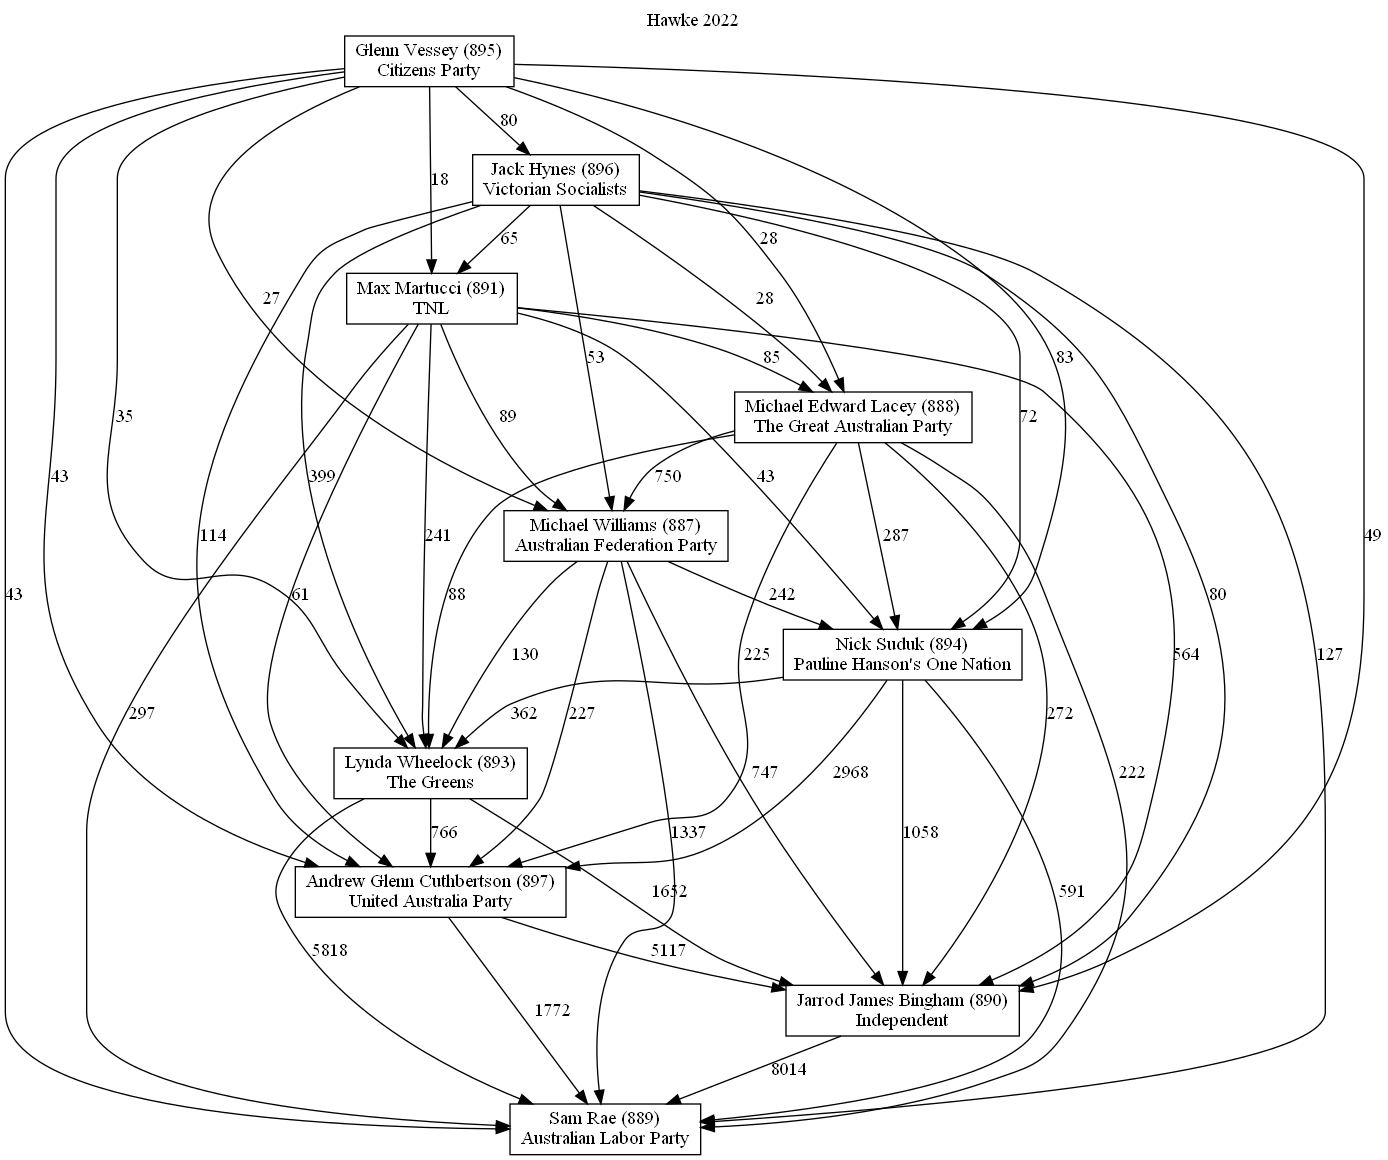 Hawke 2022
Glenn Vessey (895)
Citizens Party
80
Jack Hynes (896)
Victorian Socialists
18
65
28
Max Martucci (891)
TNL
27
28
53
85
83
Michael Edward Lacey (888)
The Great Australian Party
35
89
72
43
399
750
43
Michael Williams (887)
Australian Federation Party
114
241
287
49
43
61
88
242
80
130
225
Nick Suduk (894)
Pauline Hanson's One Nation
564
127
297
362
227
272
Lynda Wheelock (893)
The Greens
747
2968
222
766
1337
1058
Andrew Glenn Cuthbertson (897)
United Australia Party
1652
591
5818
5117
Jarrod James Bingham (890)
Independent
1772
8014
Sam Rae (889)
Australian Labor Party